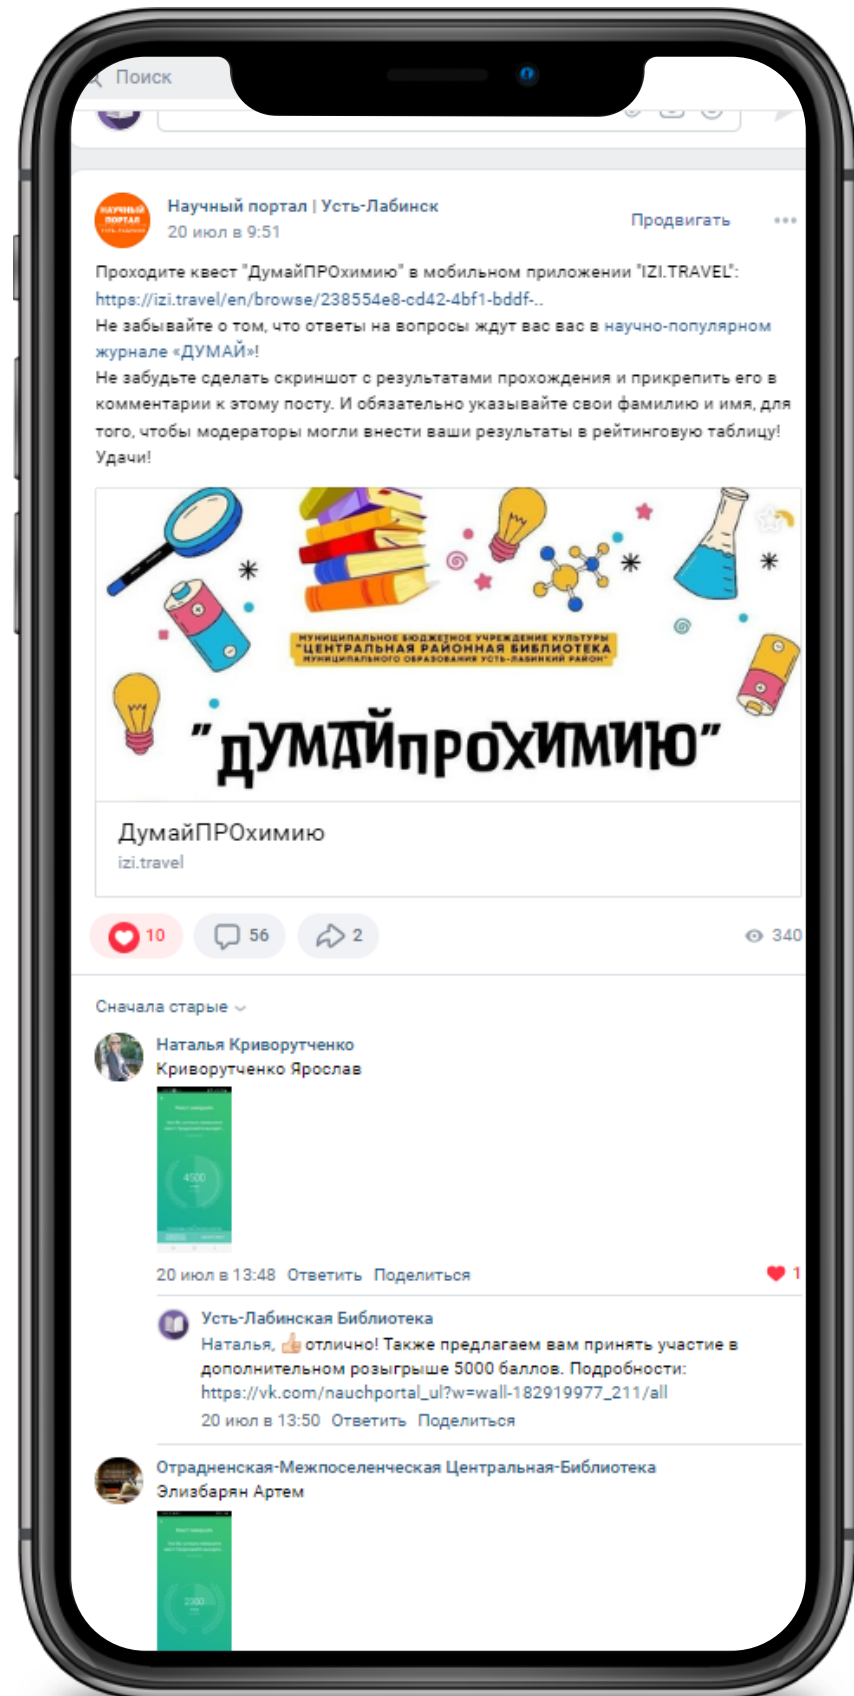 Поиск
НАУЧНЫЙ
ПОРТАЛ
УСТЬ-ЛАБИНСК
Научный портал | Усть-Лабинск
20 июл в 9:51
Продвигать
Проходите квест "ДумайПРОхимию" в мобильном приложении "IZI.TRAVEL":
https://izi.travel/en/browse/238554e8-cd42-4bf1-bddf-..
Не забывайте о том, что ответы на вопросы ждут вас вас в научно-популярном
журнале «ДУМАЙ»!
Не забудьте сделать скриншот с результатами прохождения и прикрепить его в
комментарии к этому посту. И обязательно указывайте свои фамилию и имя, для
того, чтобы модераторы могли внести ваши результаты в рейтинговую таблицу!
Удачи!
МУНИЦИПАЛЬНОЕ БЮДЖЕТНОЕ УЧРЕЖДЕНИЕ КУЛЬТУРЫ
"ЦЕНТРАЛЬНАЯ РАЙОННАЯ БИБЛИОТЕКА
МУНИЦИПАЛЬНОГО ОБРАЗОВАНИЯ УСТЬ-ЛАБИНКИЙ РАЙОН"
"ДУМАЙПРОХИМИЮ"
ДумайПРОхимию
izi.travel
10
56
2
340
Сначала старые
Наталья Криворутченко
Криворутченко Ярослав
4500
20 июл в 13:48 Ответить Поделиться
1
Усть-Лабинская Библиотека
Наталья, 👍 отлично! Также предлагаем вам принять участие в
дополнительном розыгрыше 5000 баллов. Подробности:
https://vk.com/nauchportal_ul?w=wall-182919977_211/all
20 июл в 13:50 Ответить Поделиться
Отрадненская-Межпоселенческая Центральная-Библиотека
Элизбарян Артем
2300